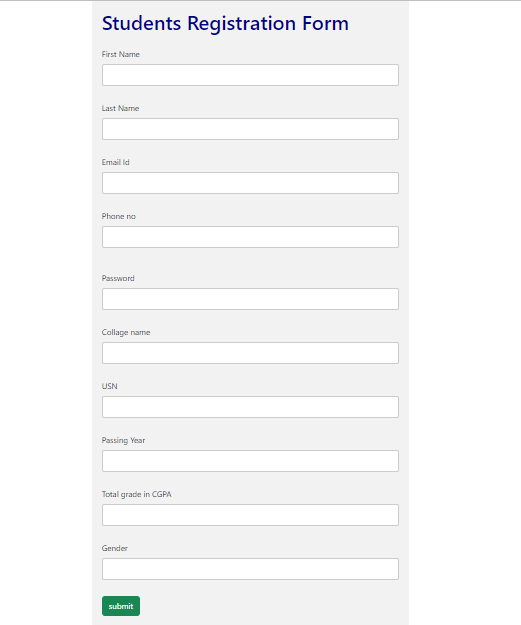 Students Registration Form
First Name
Last Name
Email Id
Phone no
Password
Collage name
USN
Passing Year
Total grade in CGPA
Gender
submit